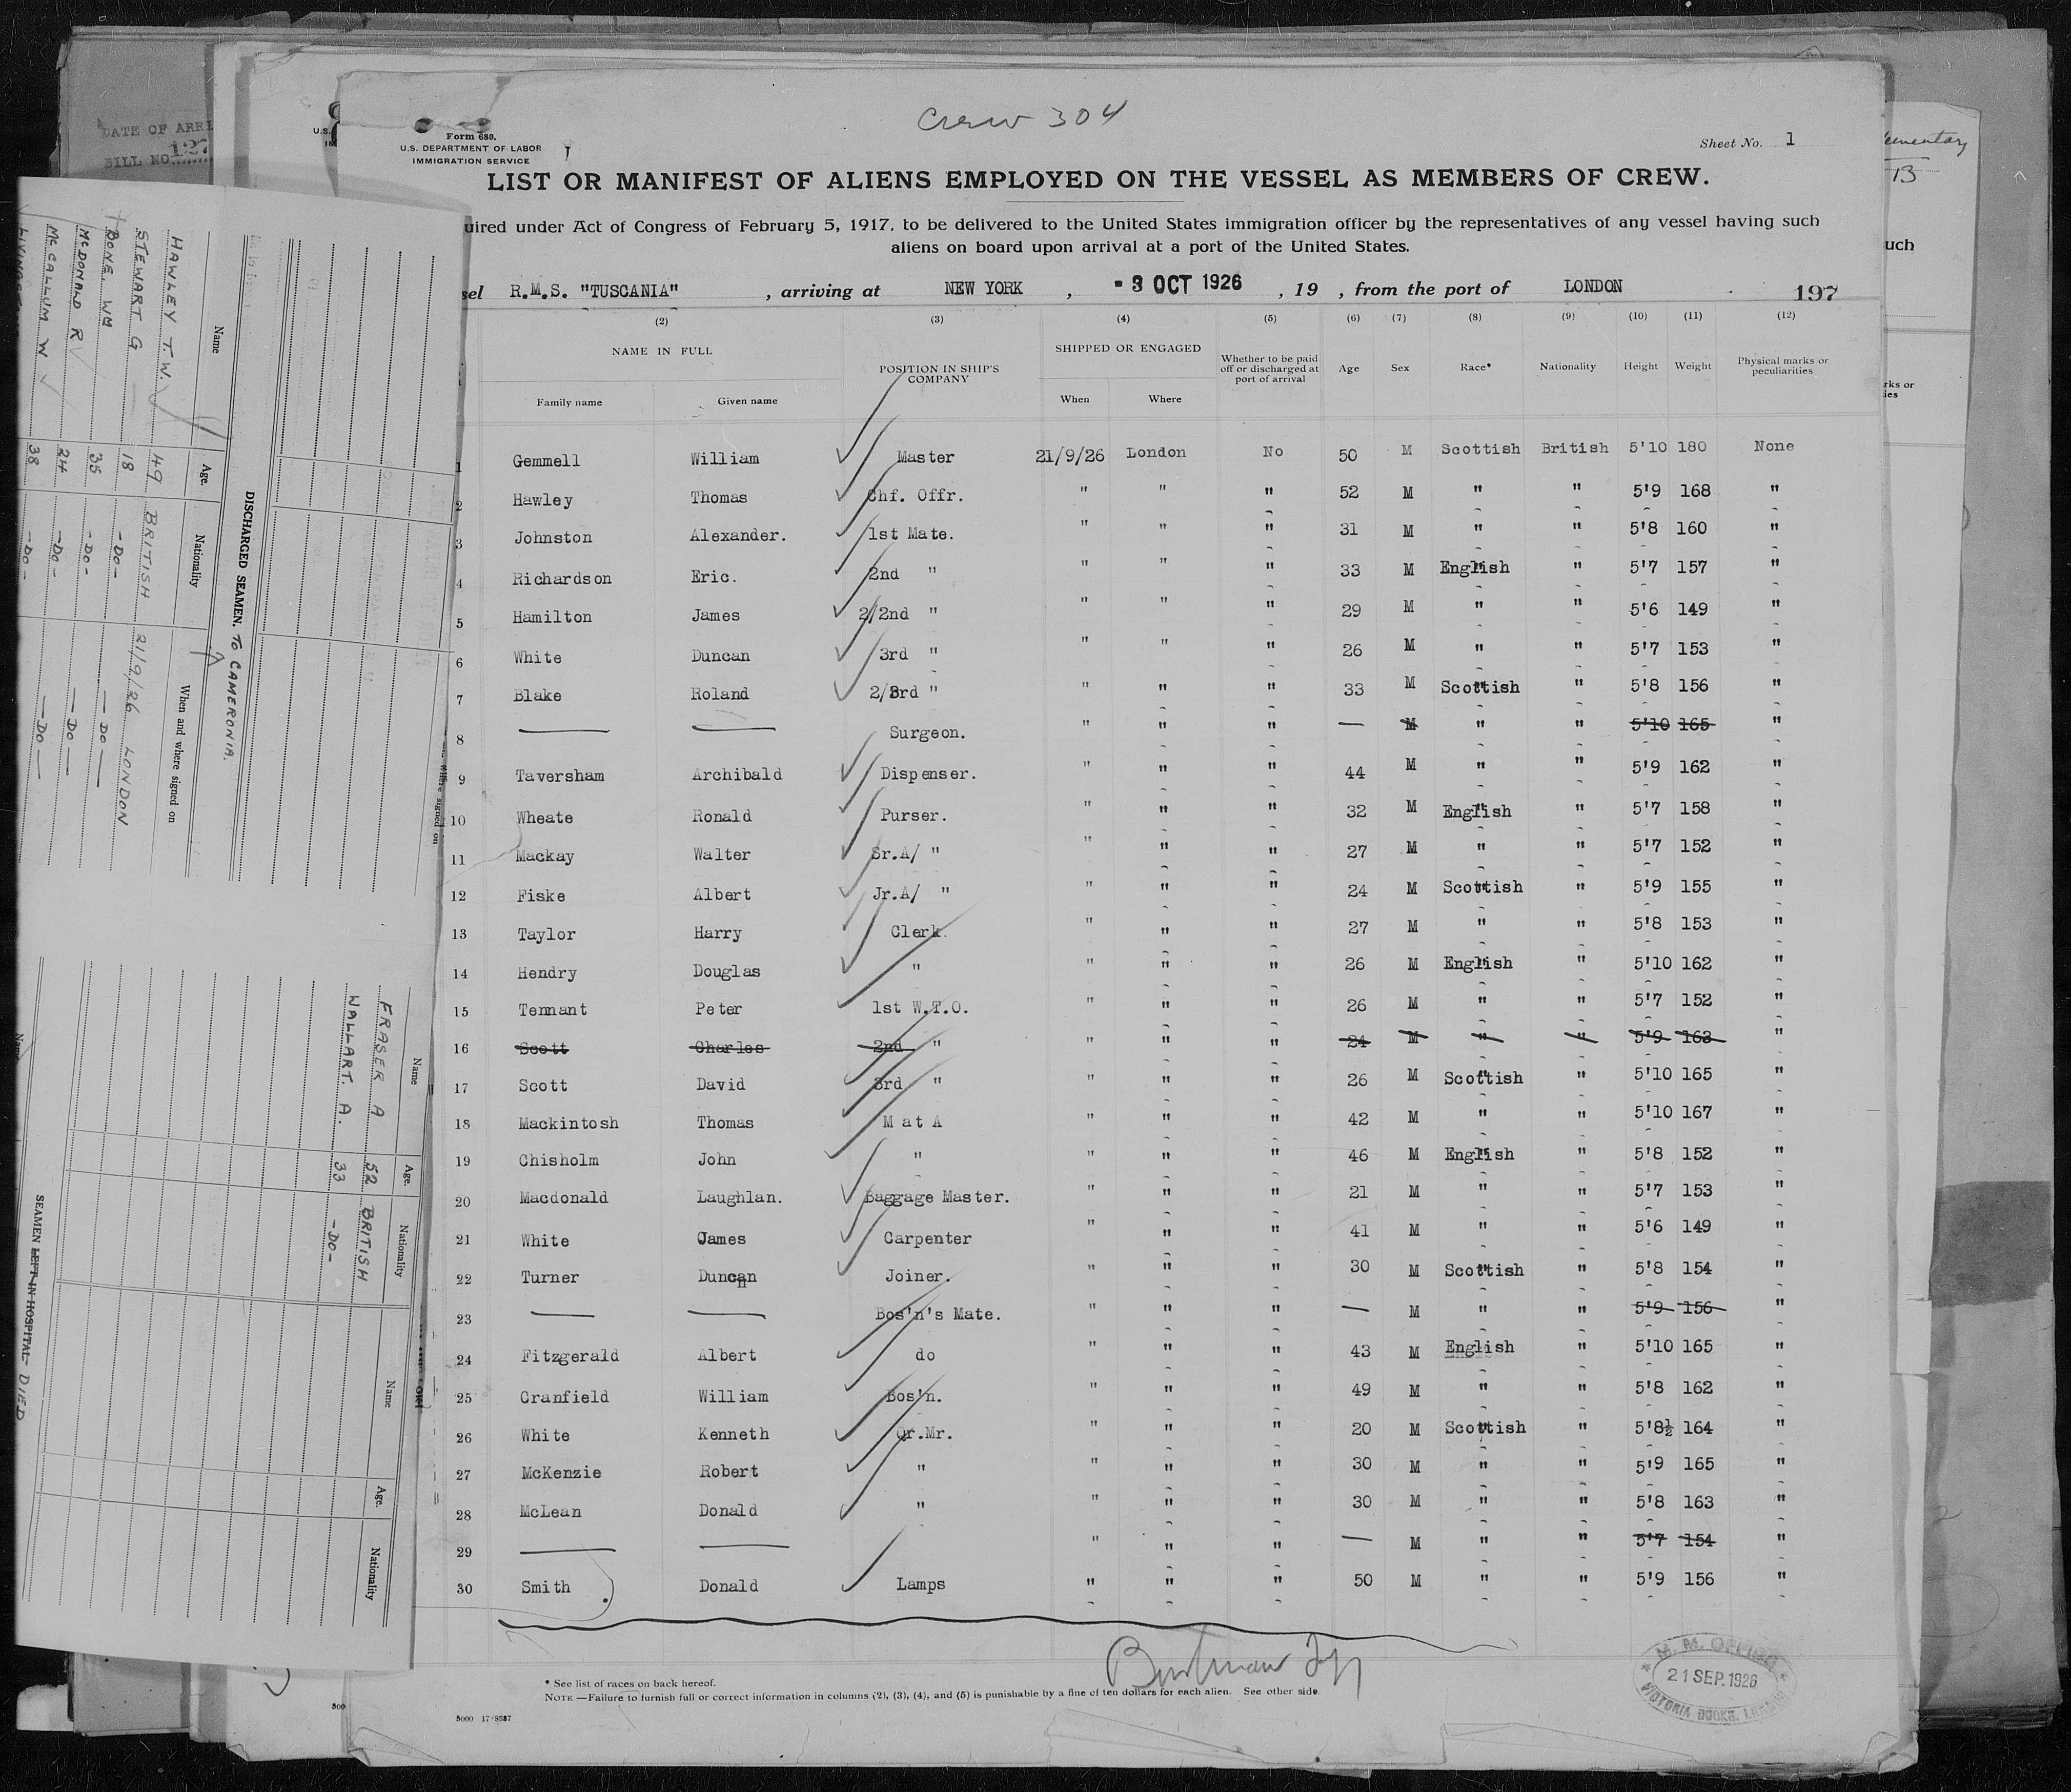 Crew 304
Form 680.
U.S. DEPARTMENT OF LABOR
IMMIGRATION SERVICE
Sheet No. 1
LIST OR MANIFEST OF ALIENS EMPLOYED ON THE VESSEL AS MEMBERS OF CREW.
uired under Act of Congress of February 5, 1917, to be delivered to the United States immigration officer by the representatives of any vessel having such
aliens on board upon arrival at a port of the United States.
sel R.M.S. "TUSCANIA" , arriving at NEW YORK , - 3 OCT 1926 , 19 , from the port of LONDON 197
(2) (3) (4) (5) (6) (7) (8) (9) (10) (11) (12)
NAME IN FULL POSITION IN SHIP'S COMPANY SHIPPED OR ENGAGED Whether to be paid off or discharged at port of arrival Age Sex Race* Nationality Height Weight Physical marks or peculiarities
Family name Given name When Where
1 Gemmell William Master 21/9/26 London No 50 M Scottish British 5'10 180 None
2 Hawley Thomas Chf. Offr. " " " 52 M " " 5'9 168 "
3 Johnston Alexander. 1st Mate. " " " 31 M " " 5'8 160 "
4 Richardson Eric. 2nd " " " " 33 M English " 5'7 157 "
5 Hamilton James 2/2nd " " " " 29 M " " 5'6 149 "
6 White Duncan 3rd " " " " 26 M " " 5'7 153 "
7 Blake Roland 2/3rd " " " " 33 M Scottish " 5'8 156 "
8 — — Surgeon. " " " — M " " 5'10 165 "
9 Taversham Archibald Dispenser. " " " 44 M " " 5'9 162 "
10 Wheate Ronald Purser. " " " 32 M English " 5'7 158 "
11 Mackay Walter Sr.A/ " " " " 27 M " " 5'7 152 "
12 Fiske Albert Jr.A/ " " " " 24 M Scottish " 5'9 155 "
13 Taylor Harry Clerk. " " " 27 M " " 5'8 153 "
14 Hendry Douglas " " " " 26 M English " 5'10 162 "
15 Tennant Peter 1st W.T.O. " " " 26 M " " 5'7 152 "
16 Scott Charles 2nd " " " " 24 M " " 5'9 163 "
17 Scott David 3rd " " " " 26 M Scottish " 5'10 165 "
18 Mackintosh Thomas M at A " " " 42 M " " 5'10 167 "
19 Chisholm John " " " " 46 M English " 5'8 152 "
20 Macdonald Laughlan. Baggage Master. " " " 21 M " " 5'7 153 "
21 White James Carpenter " " " 41 M " " 5'6 149 "
22 Turner Duncan Joiner. " " " 30 M Scottish " 5'8 154 "
23 — — Bos'n's Mate. " " " — M " " 5'9 156 "
24 Fitzgerald Albert do " " " 43 M English " 5'10 165 "
25 Cranfield William Bos'n. " " " 49 M " " 5'8 162 "
26 White Kenneth Qr.Mr. " " " 20 M Scottish " 5'8½ 164 "
27 McKenzie Robert " " " " 30 M " " 5'9 165 "
28 McLean Donald " " " " 30 M " " 5'8 163 "
29 — — " " " — M " " 5'7 154 "
30 Smith Donald Lamps " " " 50 M " " 5'9 156 "
* See list of races on back hereof.
NOTE.—Failure to furnish full or correct information in columns (2), (3), (4), and (5) is punishable by a fine of ten dollars for each alien. See other side.
5000 17-8587
M. M. OFFICE
21 SEP. 1926
VICTORIA DOCKS, LONDON
DATE OF ARRI
BILL NO. 127
U.S.
DISCHARGED SEAMEN. TO CAMERONIA.
Name Age. Nationality When and where signed on
HAWLEY T.W. 49 BRITISH 21/9/26 LONDON
STEWART G 18 -DO- -DO-
BONE. WM 35 -DO- -DO-
McDONALD R 24 -DO- -DO-
McCALLUM W 38 -DO-
Name Age. Nationality
FRASER A 52 BRITISH
WALLART. A. 33 -DO-
Name Age. Nationality
SEAMEN LEFT IN HOSPITAL- DIED
Name
ere signed on
ementary
13
uch
rks or
ies
500